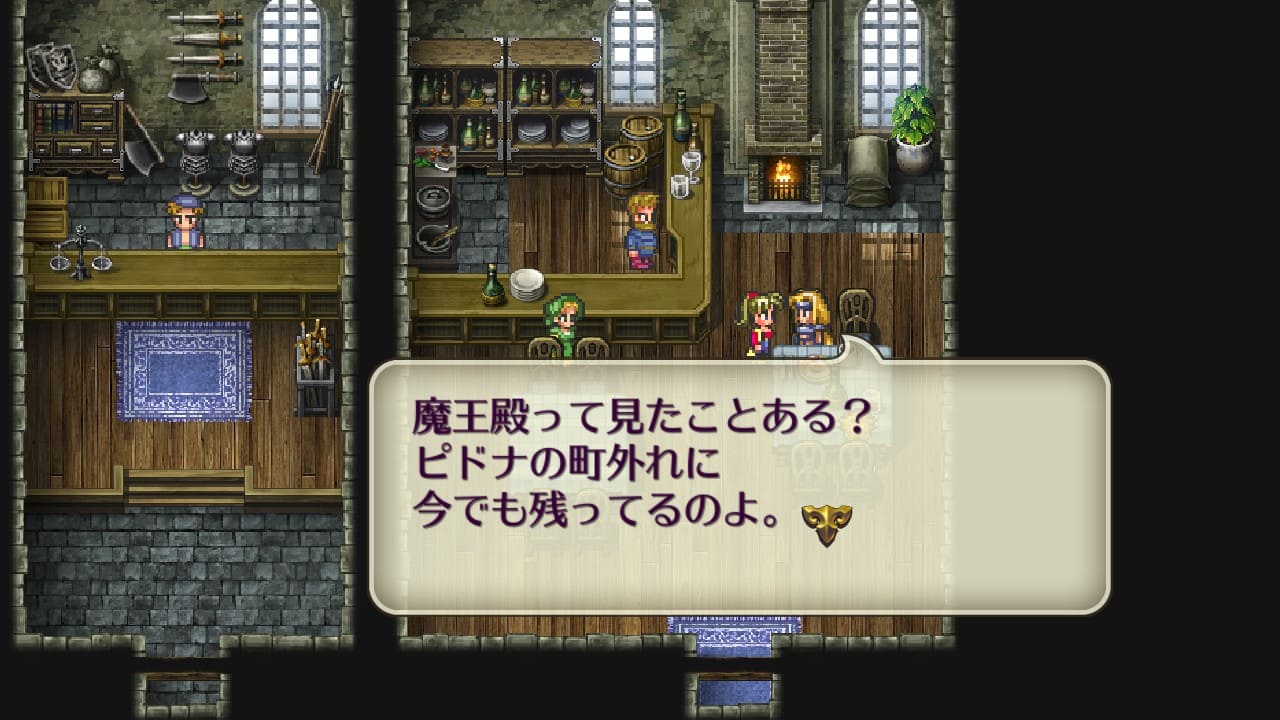 魔王殿って見たことある？
ピドナの町外れに
今でも残ってるのよ。